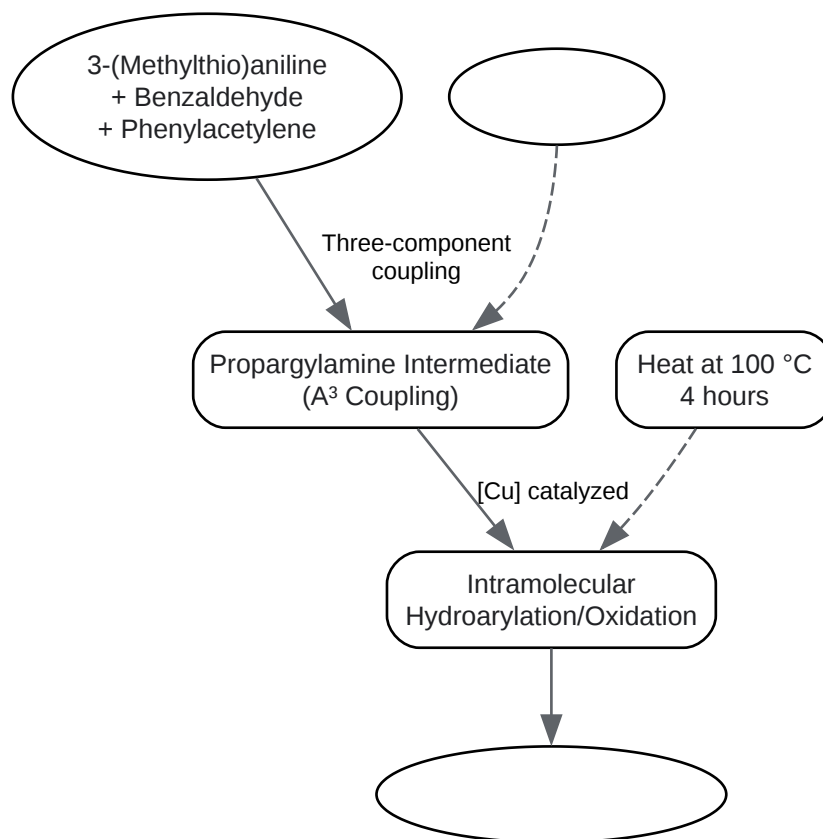 3-(Methylthio)aniline
+ Benzaldehyde
+ Phenylacetylene
Three-component
coupling
Propargylamine Intermediate
(A³ Coupling)
Heat at 100 °C
4 hours
[Cu] catalyzed
Intramolecular
Hydroarylation/Oxidation